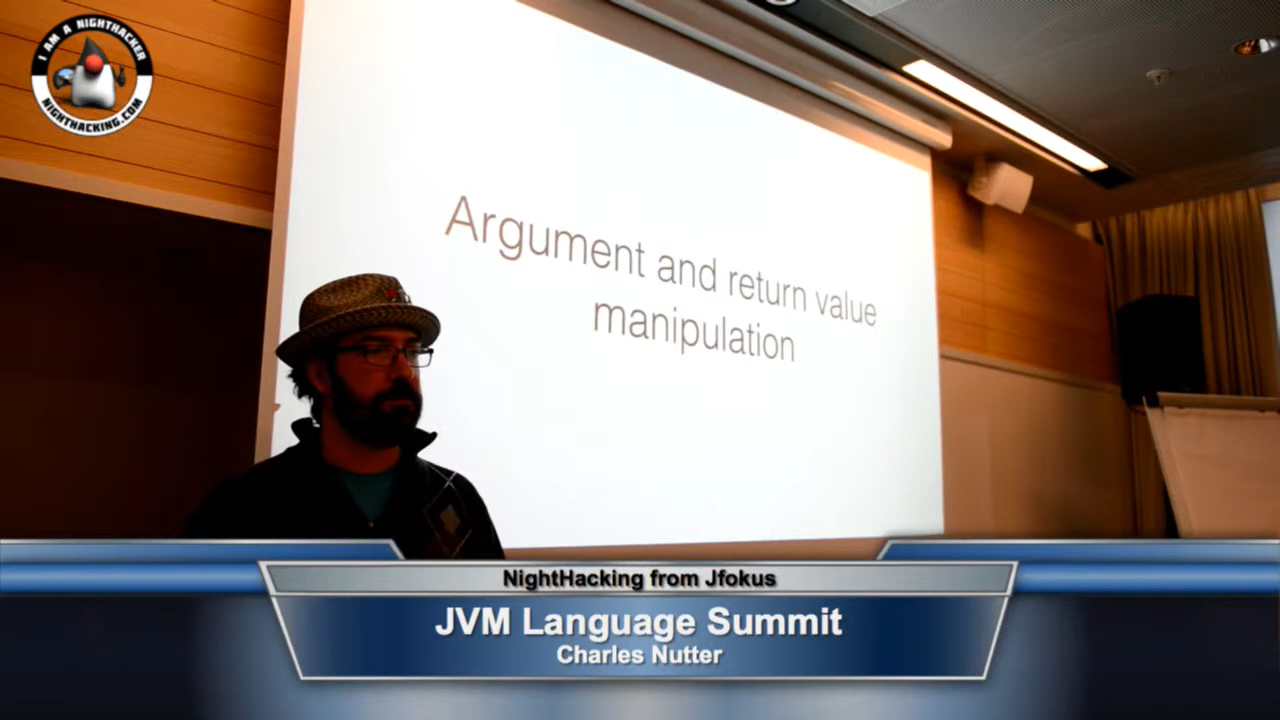 I AM A NIGHTHACKER
NIGHTHACKING.COM
Argument and return value
manipulation
NightHacking from Jfokus
JVM Language Summit
Charles Nutter